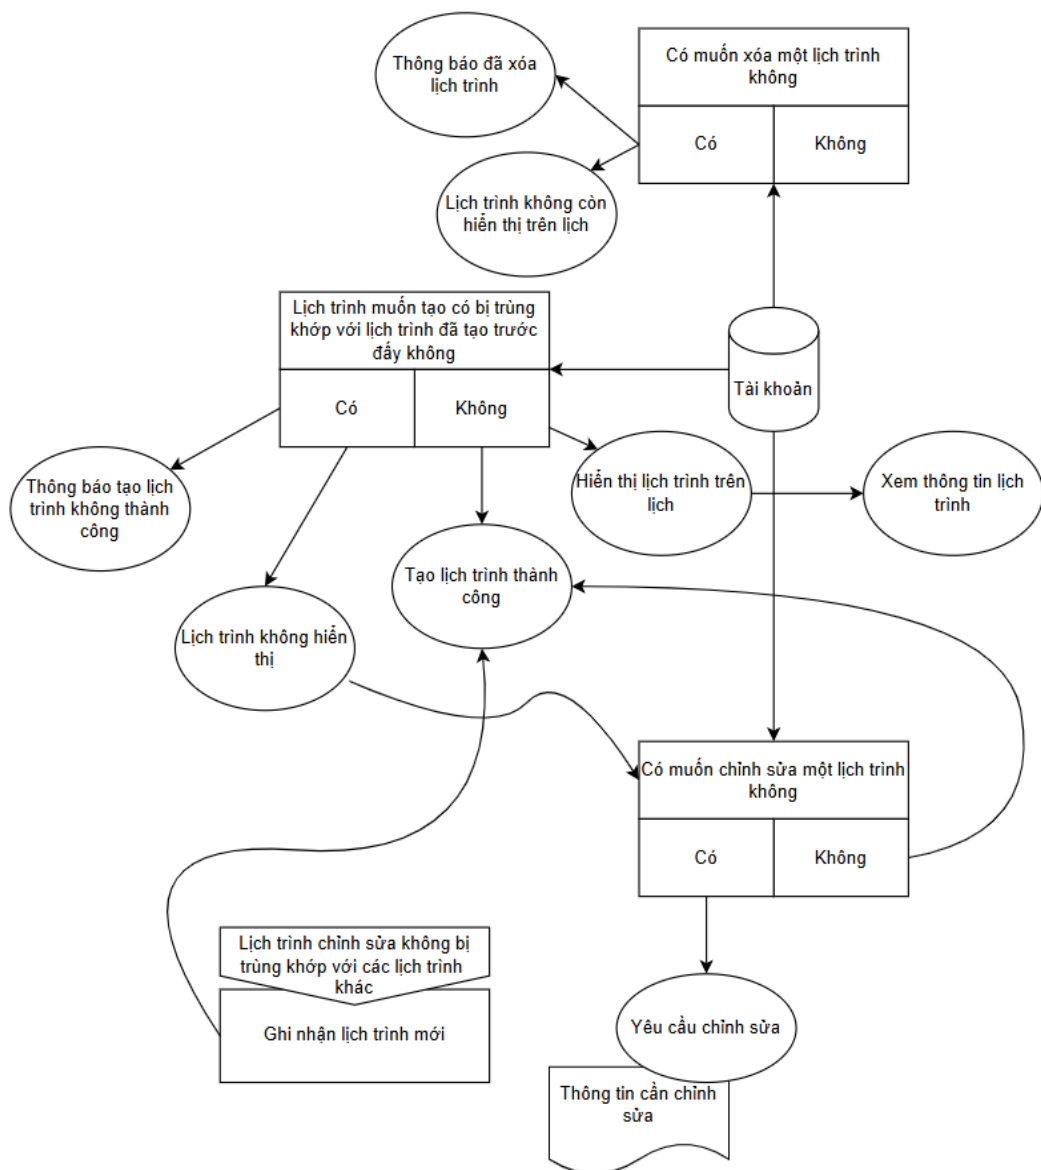 Thông báo đã xóa
lịch trình
Có muốn xóa một lịch trình
không
Có
Không
Lịch trình không còn
hiển thị trên lịch
Lịch trình muốn tạo có bị trùng
khớp với lịch trình đã tạo trước
đấy không
Có
Không
Tài khoản
Thông báo tạo lịch
trình không thành
công
Hiển thị lịch trình trên
lịch
Xem thông tin lịch
trình
Tạo lịch trình thành
công
Lịch trình không hiển
thị
Có muốn chỉnh sửa một lịch trình
không
Có
Không
Lịch trình chỉnh sửa không bị
trùng khớp với các lịch trình
khác
Ghi nhận lịch trình mới
Yêu cầu chỉnh sửa
Thông tin cần chỉnh
sửa